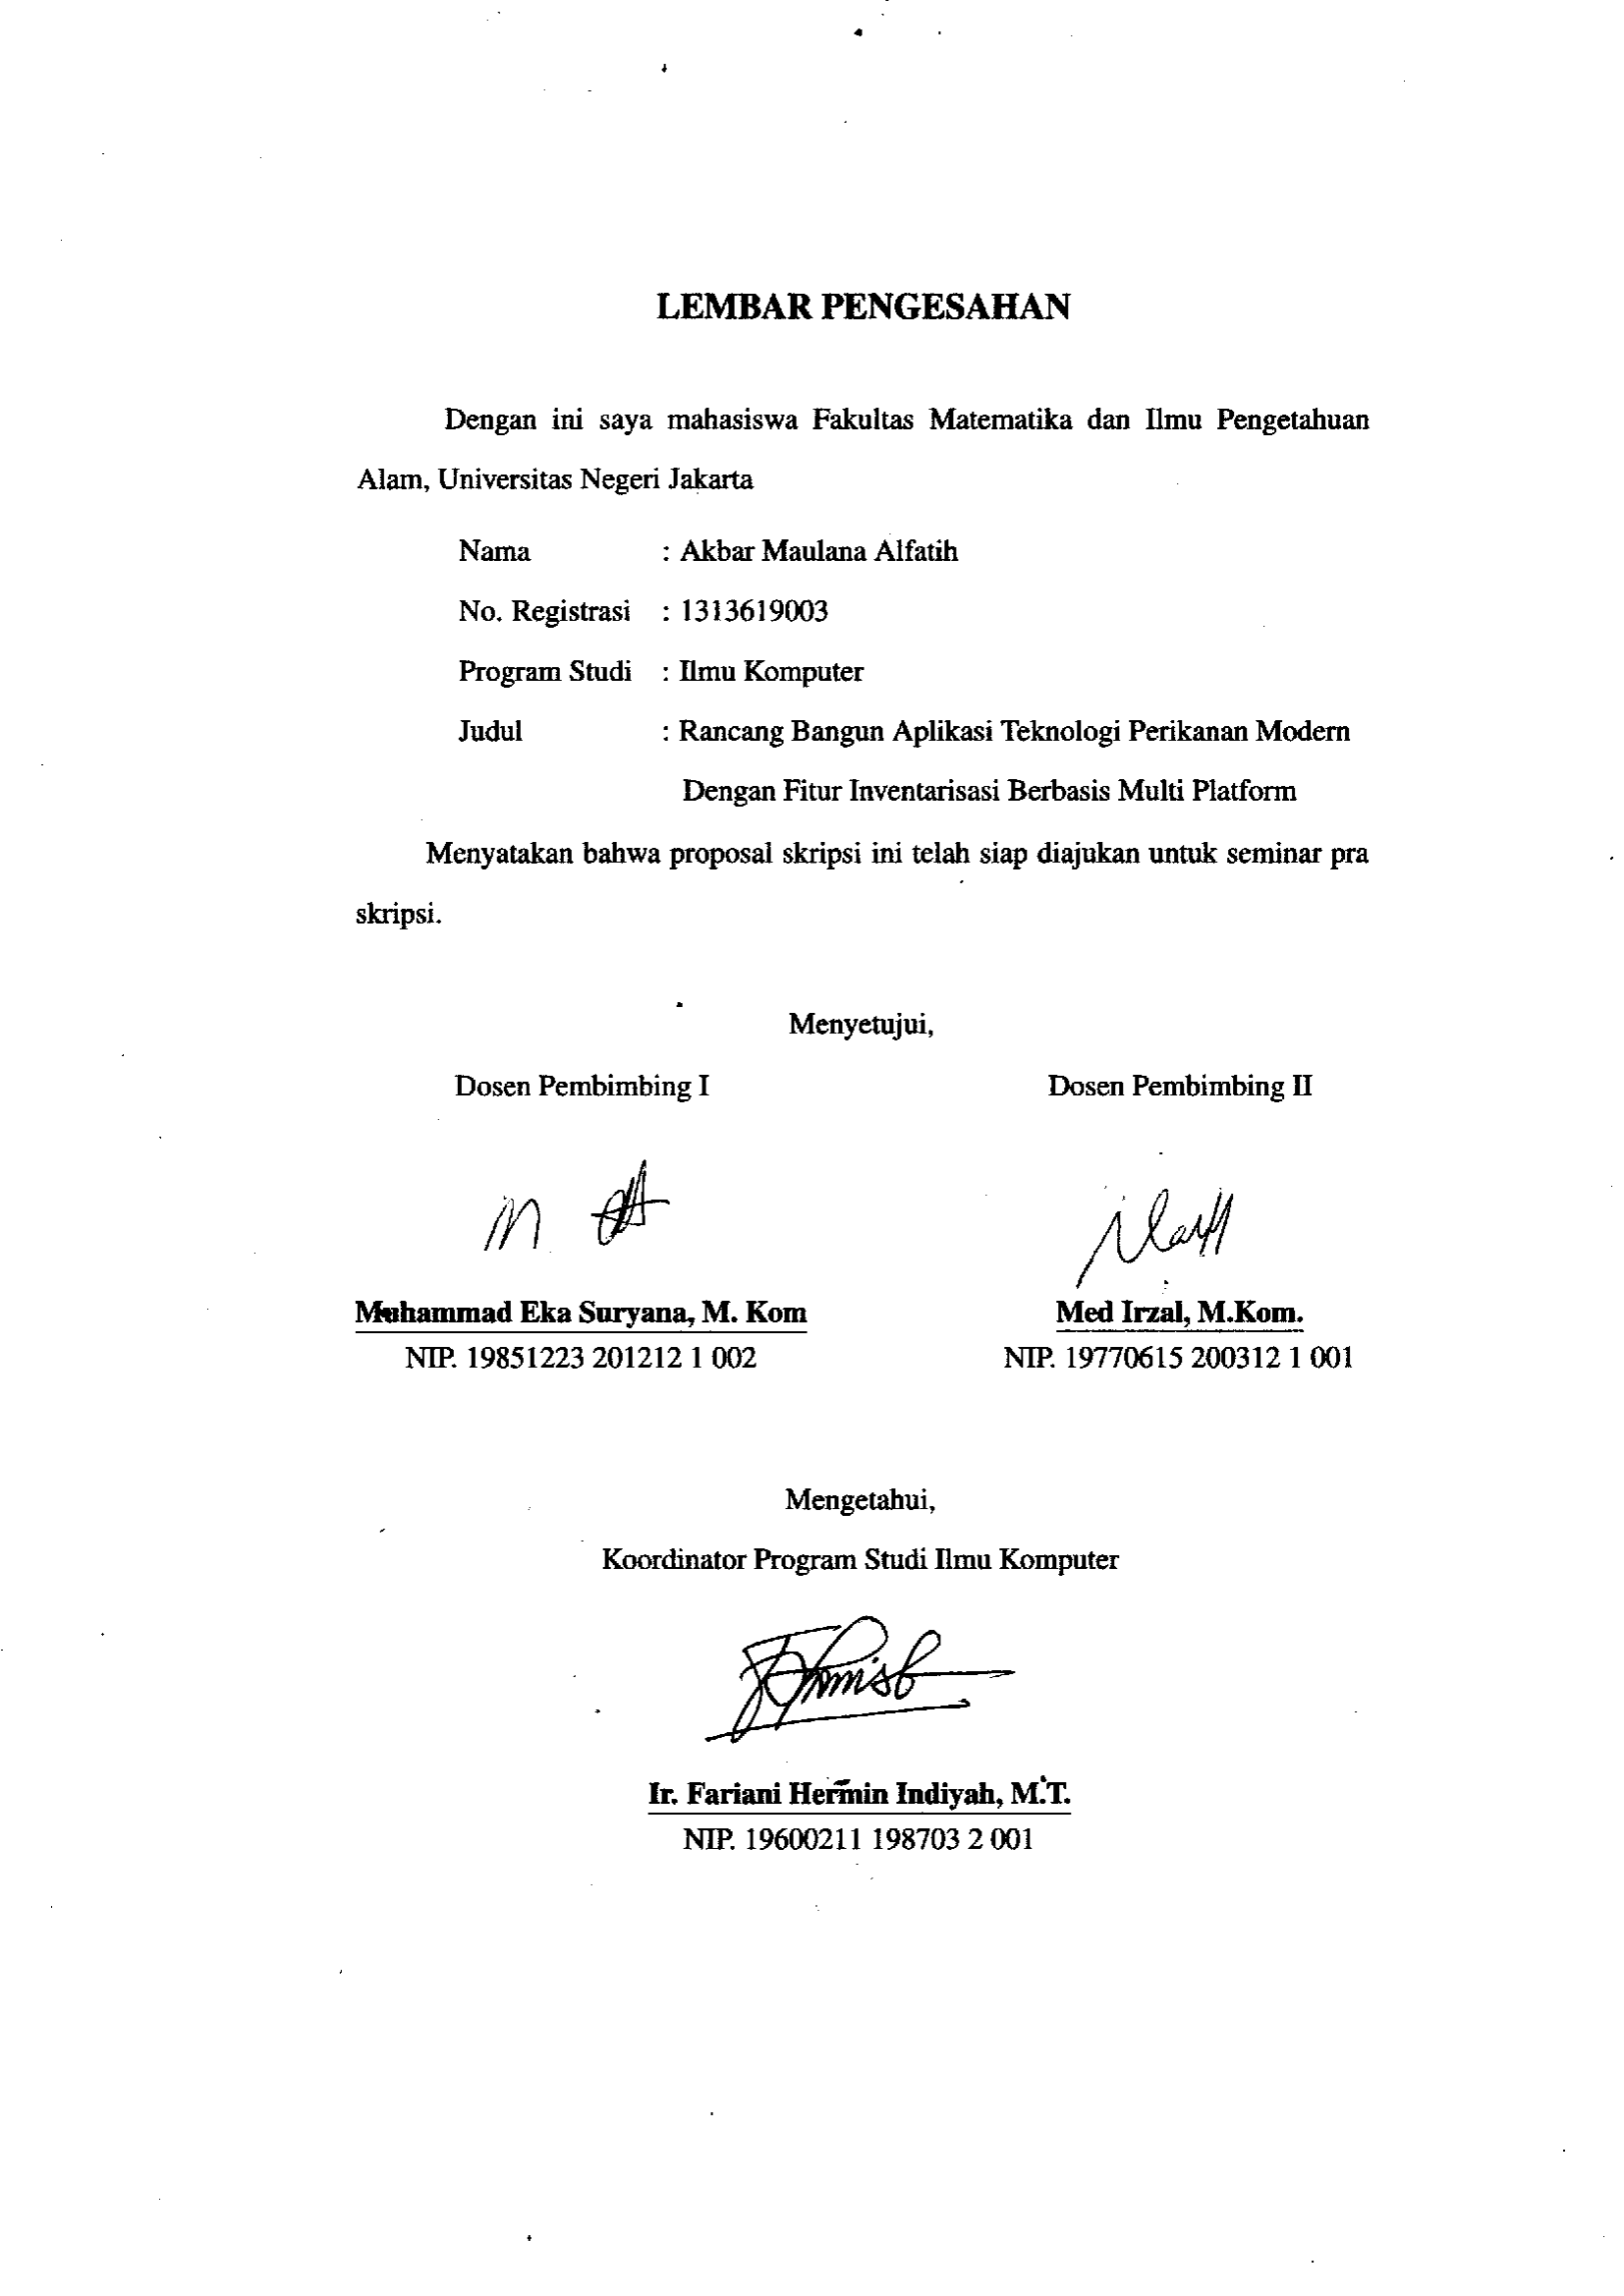 LEMBAR PENGESAHAN
Dengan ini saya mahasiswa Fakultas Matematika dan Ilmu Pengetahuan
Alam, Universitas Negeri Jakarta
Nama : Akbar Maulana Alfatih
No. Registrasi : 1313619003
Program Studi : Ilmu Komputer
Judul : Rancang Bangun Aplikasi Teknologi Perikanan Modern
Dengan Fitur Inventarisasi Berbasis Multi Platform
Menyatakan bahwa proposal skripsi ini telah siap diajukan untuk seminar pra
skripsi.
Menyetujui,
Dosen Pembimbing I Dosen Pembimbing II
Muhammad Eka Suryana, M. Kom Med Irzal, M.Kom.
NIP. 19851223 201212 1 002 NIP. 19770615 200312 1 001
Mengetahui,
Koordinator Program Studi Ilmu Komputer
Ir. Fariani Hermin Indiyah, M.T.
NIP. 19600211 198703 2 001